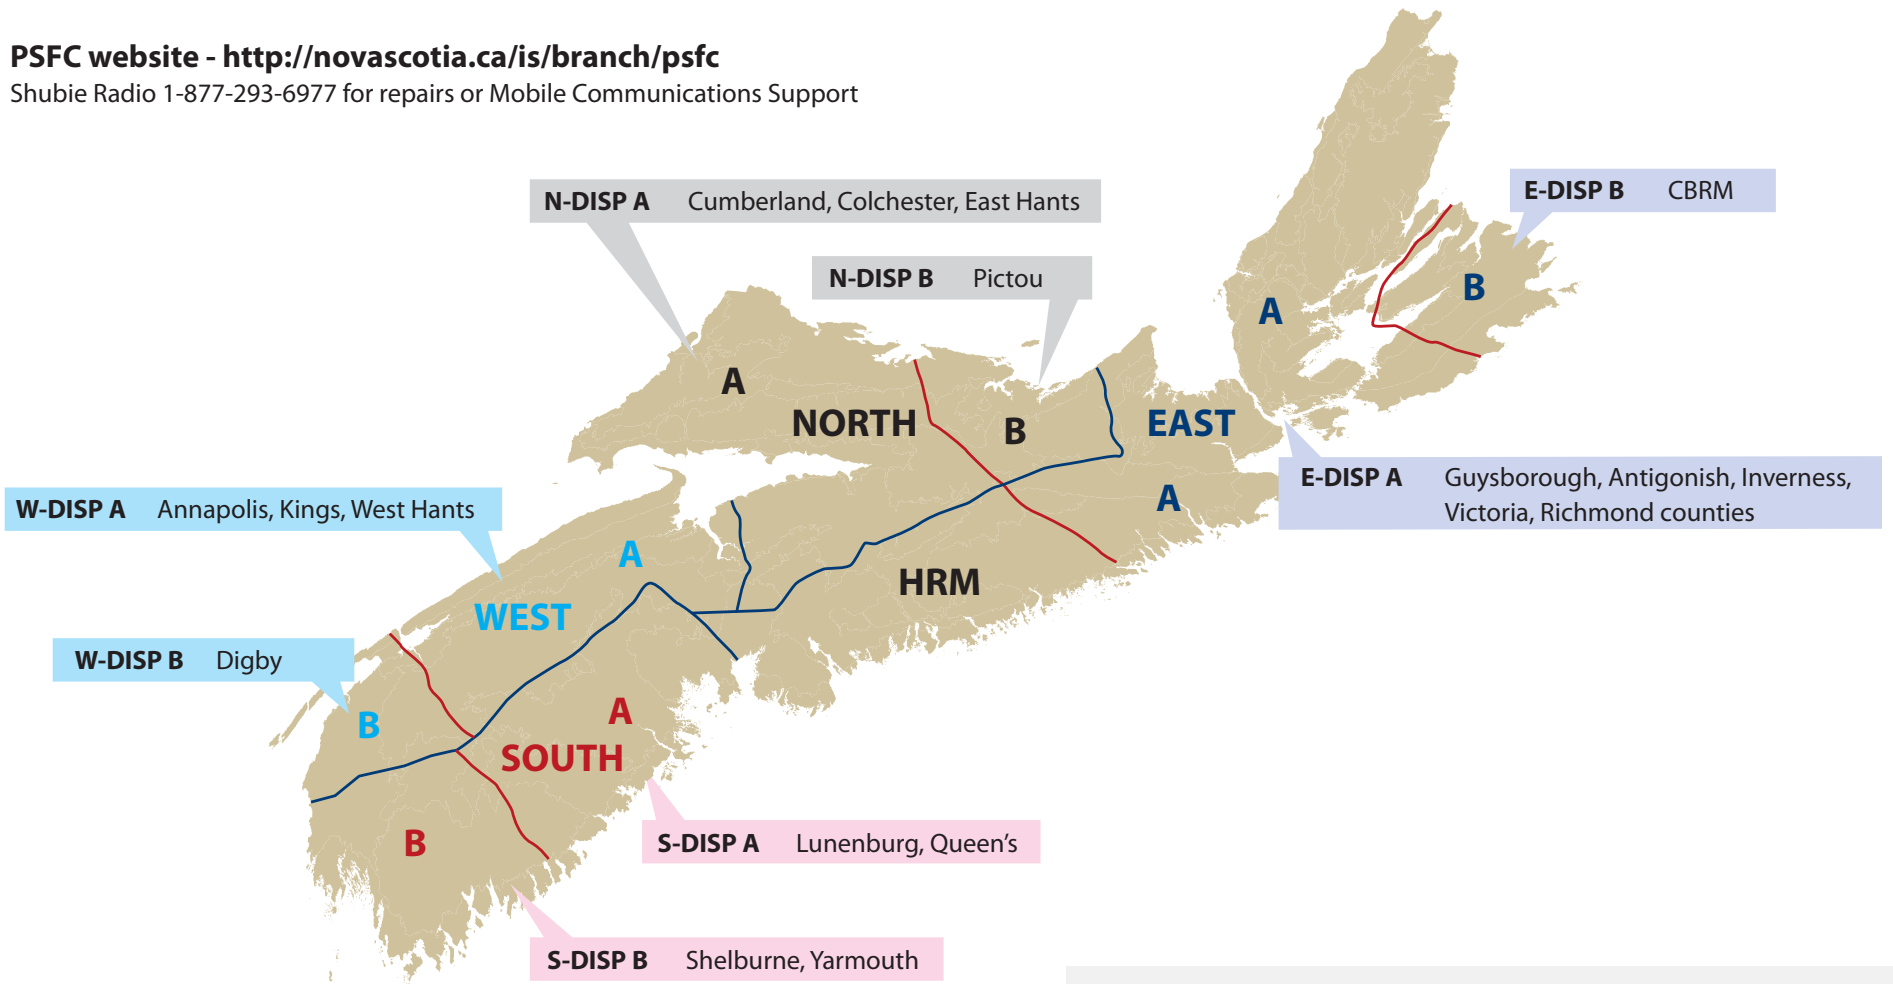 PSFC website - http://novascotia.ca/is/branch/psfc
Shubie Radio 1-877-293-6977 for repairs or Mobile Communications Support
N-DISP A Cumberland, Colchester, East Hants
E-DISP B CBRM
N-DISP B Pictou
B
A
A
NORTH
B
EAST
E-DISP A Guysborough, Antigonish, Inverness,
Victoria, Richmond counties
A
W-DISP A Annapolis, Kings, West Hants
A
HRM
WEST
W-DISP B Digby
B
A
SOUTH
B
S-DISP A Lunenburg, Queen’s
S-DISP B Shelburne, Yarmouth